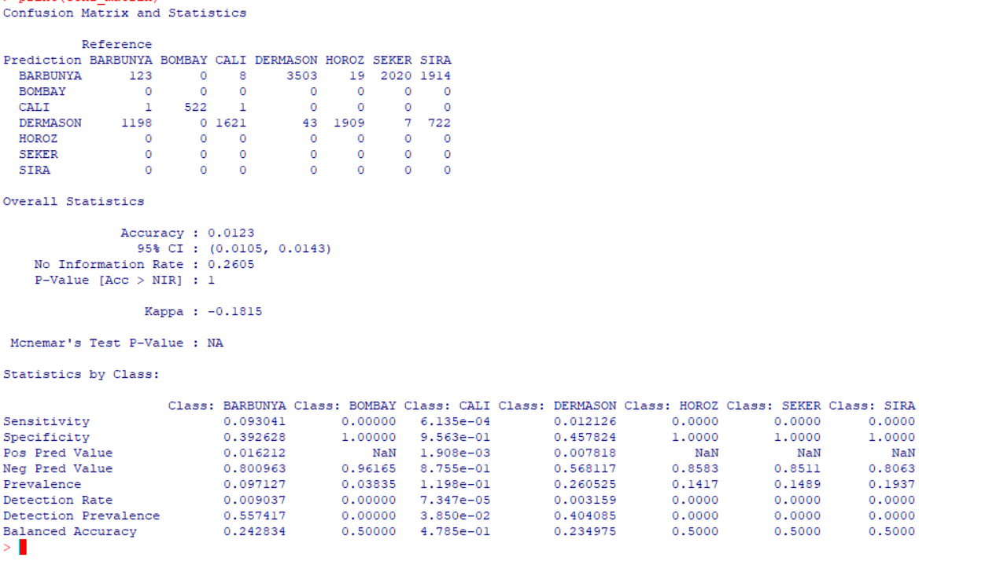 > print(conf_matrix)
Confusion Matrix and Statistics

          Reference
Prediction BARBUNYA BOMBAY CALI DERMASON HOROZ SEKER SIRA
  BARBUNYA      123      0    8     3503    19  2020 1914
  BOMBAY          0      0    0        0     0     0    0
  CALI            1    522    1        0     0     0    0
  DERMASON     1198      0 1621       43  1909     7  722
  HOROZ           0      0    0        0     0     0    0
  SEKER           0      0    0        0     0     0    0
  SIRA            0      0    0        0     0     0    0

Overall Statistics

               Accuracy : 0.0123
                 95% CI : (0.0105, 0.0143)
    No Information Rate : 0.2605
    P-Value [Acc > NIR] : 1

                  Kappa : -0.1815

 Mcnemar's Test P-Value : NA

Statistics by Class:

                     Class: BARBUNYA Class: BOMBAY Class: CALI Class: DERMASON Class: HOROZ Class: SEKER Class: SIRA
Sensitivity                 0.093041       0.00000   6.135e-04        0.012126       0.0000       0.0000      0.0000
Specificity                 0.392628       1.00000   9.563e-01        0.457824       1.0000       1.0000      1.0000
Pos Pred Value              0.016212           NaN   1.908e-03        0.007818          NaN          NaN         NaN
Neg Pred Value              0.800963       0.96165   8.755e-01        0.568117       0.8583       0.8511      0.8063
Prevalence                  0.097127       0.03835   1.198e-01        0.260525       0.1417       0.1489      0.1937
Detection Rate              0.009037       0.00000   7.347e-05        0.003159       0.0000       0.0000      0.0000
Detection Prevalence        0.557417       0.00000   3.850e-02        0.404085       0.0000       0.0000      0.0000
Balanced Accuracy           0.242834       0.50000   4.785e-01        0.234975       0.5000       0.5000      0.5000
>